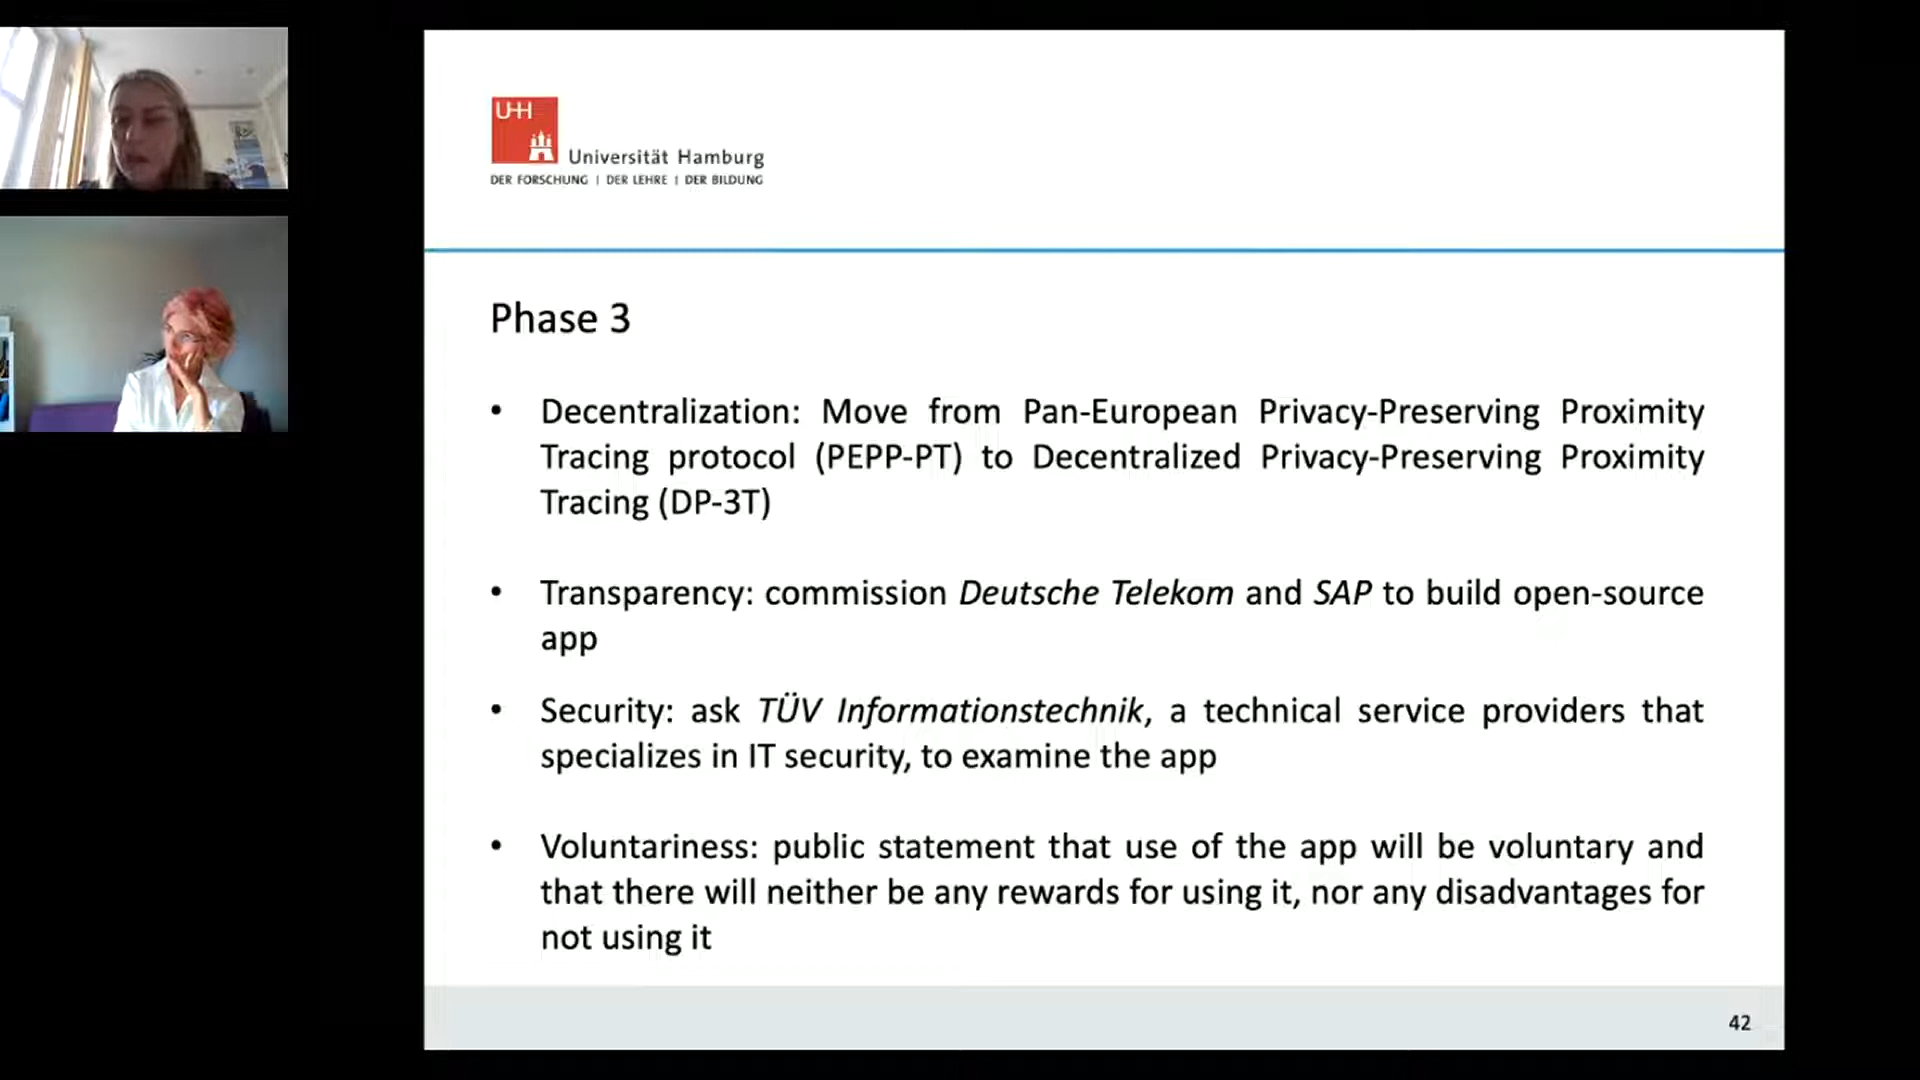 UH
Universität Hamburg
DER FORSCHUNG | DER LEHRE | DER BILDUNG
Phase 3
• Decentralization: Move from Pan-European Privacy-Preserving Proximity
Tracing protocol (PEPP-PT) to Decentralized Privacy-Preserving Proximity
Tracing (DP-3T)
• Transparency: commission Deutsche Telekom and SAP to build open-source
app
• Security: ask TÜV Informationstechnik, a technical service providers that
specializes in IT security, to examine the app
• Voluntariness: public statement that use of the app will be voluntary and
that there will neither be any rewards for using it, nor any disadvantages for
not using it
42